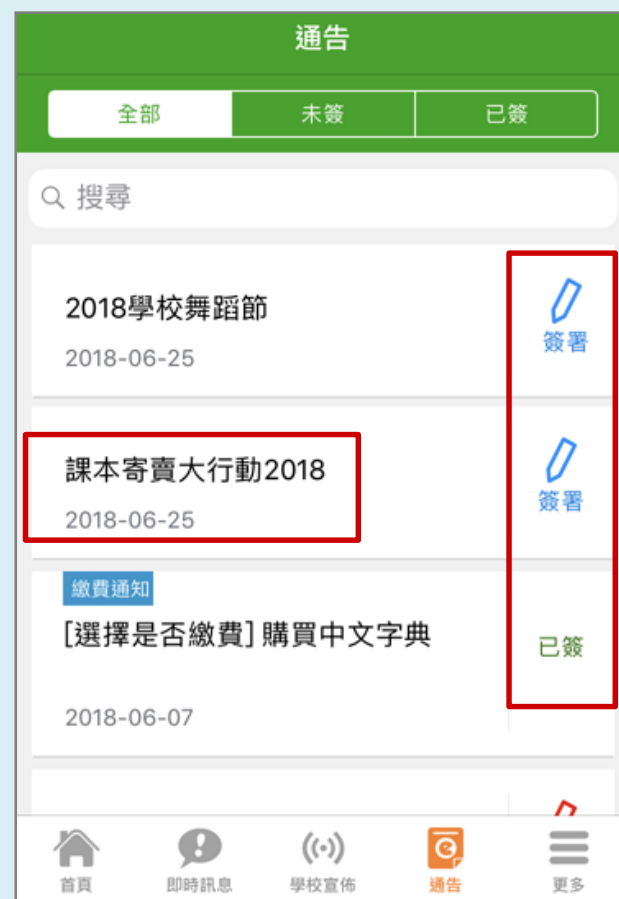 通告
全部 未簽 已簽
搜尋
2018學校舞蹈節
2018-06-25
簽署
課本寄賣大行動2018
2018-06-25
簽署
繳費通知
[選擇是否繳費] 購買中文字典
已簽
2018-06-07
首頁 即時訊息 學校宣佈 通告 更多